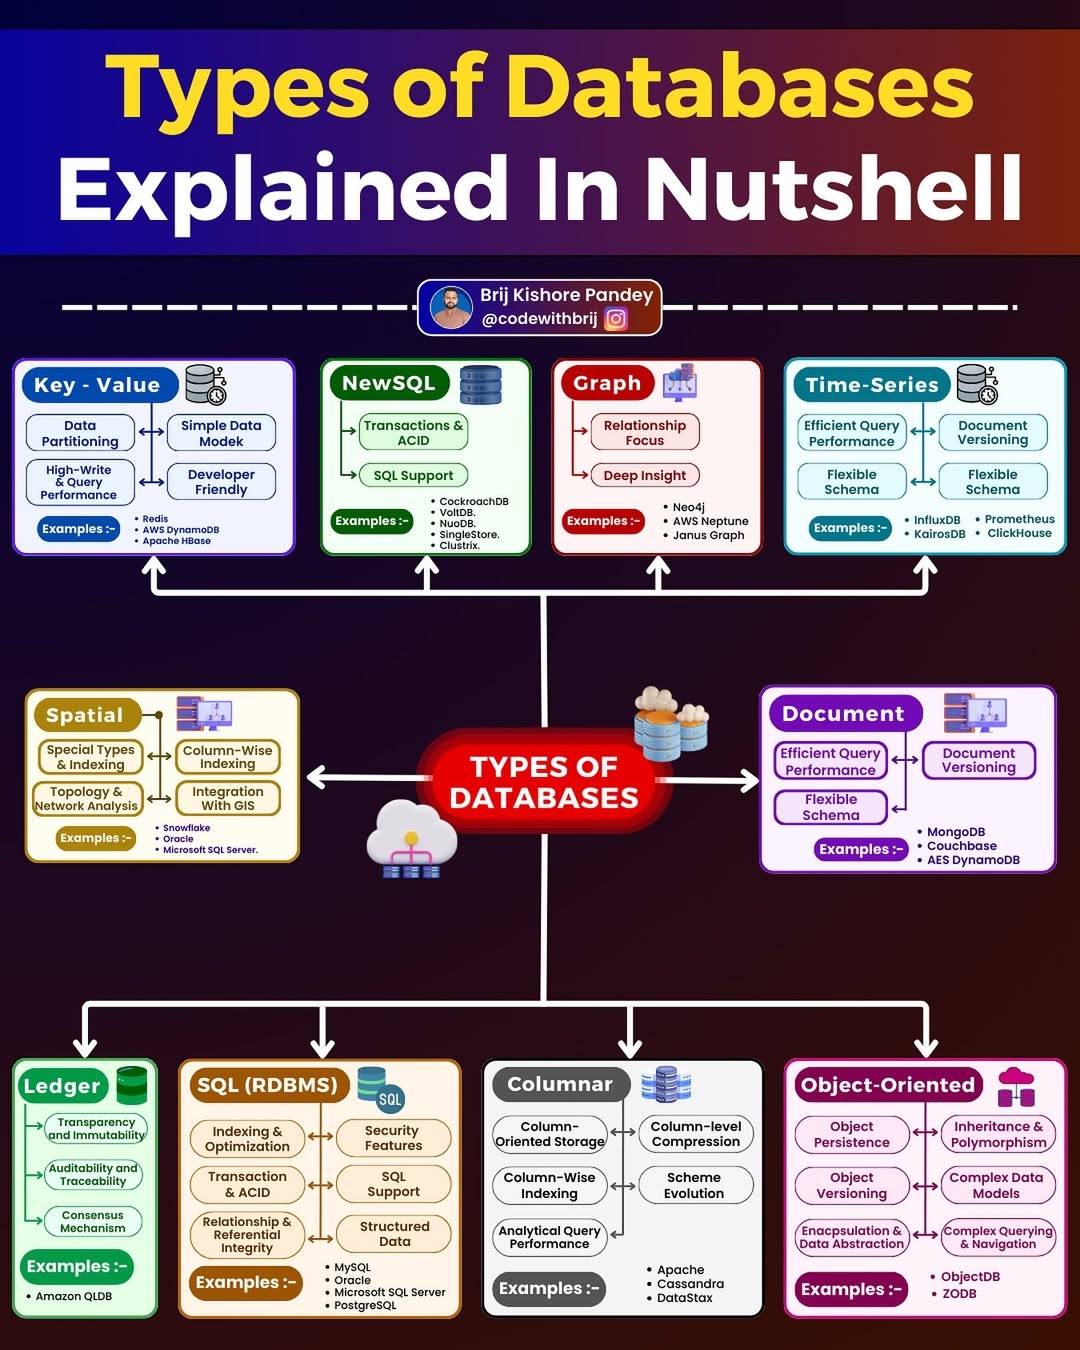 Types of Databases
Explained In Nutshell
Brij Kishore Pandey
@codewithbrij
Key - Value
Data
Partitioning
Simple Data
Modek
High-Write
& Query
Performance
Developer
Friendly
Examples :-
• Redis
• AWS DynamoDB
• Apache HBase
NewSQL
Transactions &
ACID
SQL Support
Examples :-
• CockroachDB
• VoltDB.
• NuoDB.
• SingleStore.
• Clustrix.
Graph
Relationship
Focus
Deep Insight
Examples :-
• Neo4j
• AWS Neptune
• Janus Graph
Time-Series
Efficient Query
Performance
Document
Versioning
Flexible
Schema
Flexible
Schema
Examples :-
• InfluxDB
• KairosDB
• Prometheus
• ClickHouse
Spatial
Special Types
& Indexing
Column-Wise
Indexing
Topology &
Network Analysis
Integration
With GIS
Examples :-
• Snowflake
• Oracle
• Microsoft SQL Server.
TYPES OF
DATABASES
Document
Efficient Query
Performance
Document
Versioning
Flexible
Schema
Examples :-
• MongoDB
• Couchbase
• AES DynamoDB
Ledger
Transparency
and Immutability
Auditability and
Traceability
Consensus
Mechanism
Examples :-
• Amazon QLDB
SQL (RDBMS)
SQL
Indexing &
Optimization
Security
Features
Transaction
& ACID
SQL
Support
Relationship &
Referential
Integrity
Structured
Data
Examples :-
• MySQL
• Oracle
• Microsoft SQL Server
• PostgreSQL
Columnar
Column-
Oriented Storage
Column-level
Compression
Column-Wise
Indexing
Scheme
Evolution
Analytical Query
Performance
Examples :-
• Apache
• Cassandra
• DataStax
Object-Oriented
Object
Persistence
Inheritance &
Polymorphism
Object
Versioning
Complex Data
Models
Enacpsulation &
Data Abstraction
Complex Querying
& Navigation
Examples :-
• ObjectDB
• ZODB